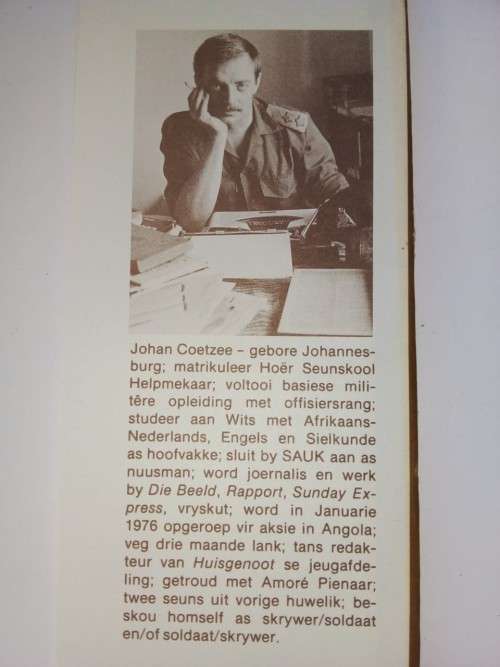 Johan Coetzee – gebore Johannes-
burg; matrikuleer Hoër Seunskool
Helpmekaar; voltooi basiese mili-
têre opleiding met offisiersrang;
studeer aan Wits met Afrikaans-
Nederlands, Engels en Sielkunde
as hoofvakke; sluit by SAUK aan as
nuusman; word joernalis en werk
by Die Beeld, Rapport, Sunday Ex-
press, vryskut; word in Januarie
1976 opgeroep vir aksie in Angola;
veg drie maande lank; tans redak-
teur van Huisgenoot se jeugafde-
ling; getroud met Amoré Pienaar;
twee seuns uit vorige huwelik; be-
skou homself as skrywer/soldaat
en/of soldaat/skrywer.